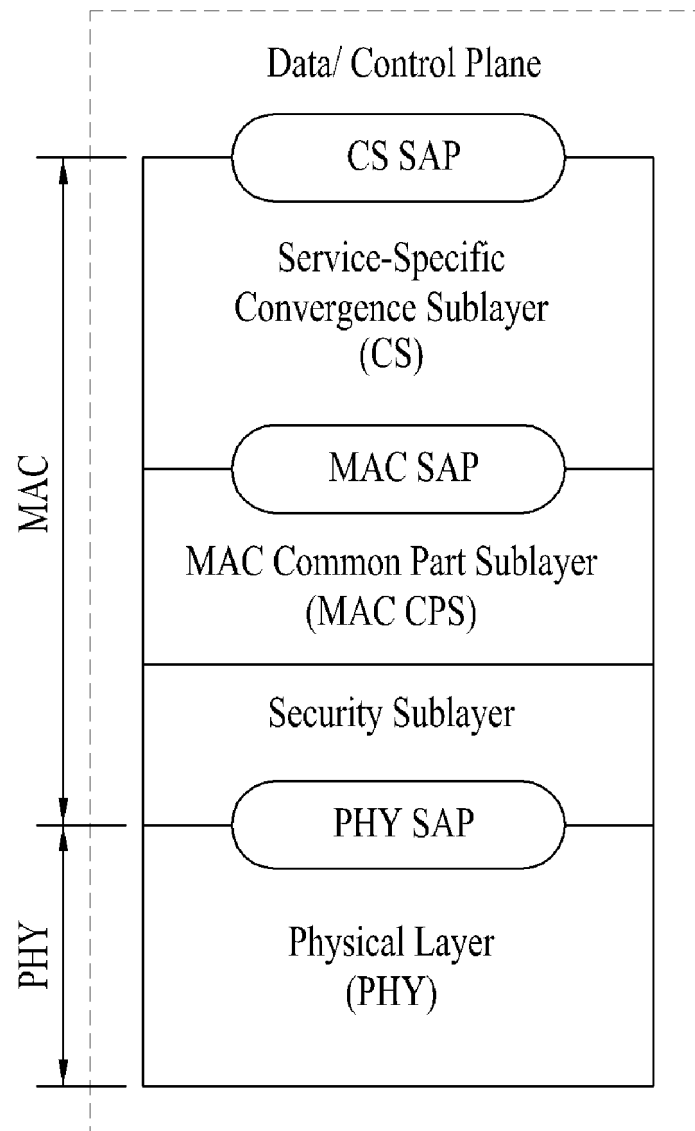 Data/ Control Plane
CS SAP
Service-Specific
Convergence Sublayer
(CS)
MAC
MAC SAP
MAC Common Part Sublayer
(MAC CPS)
Security Sublayer
PHY SAP
PHY
Physical Layer
(PHY)